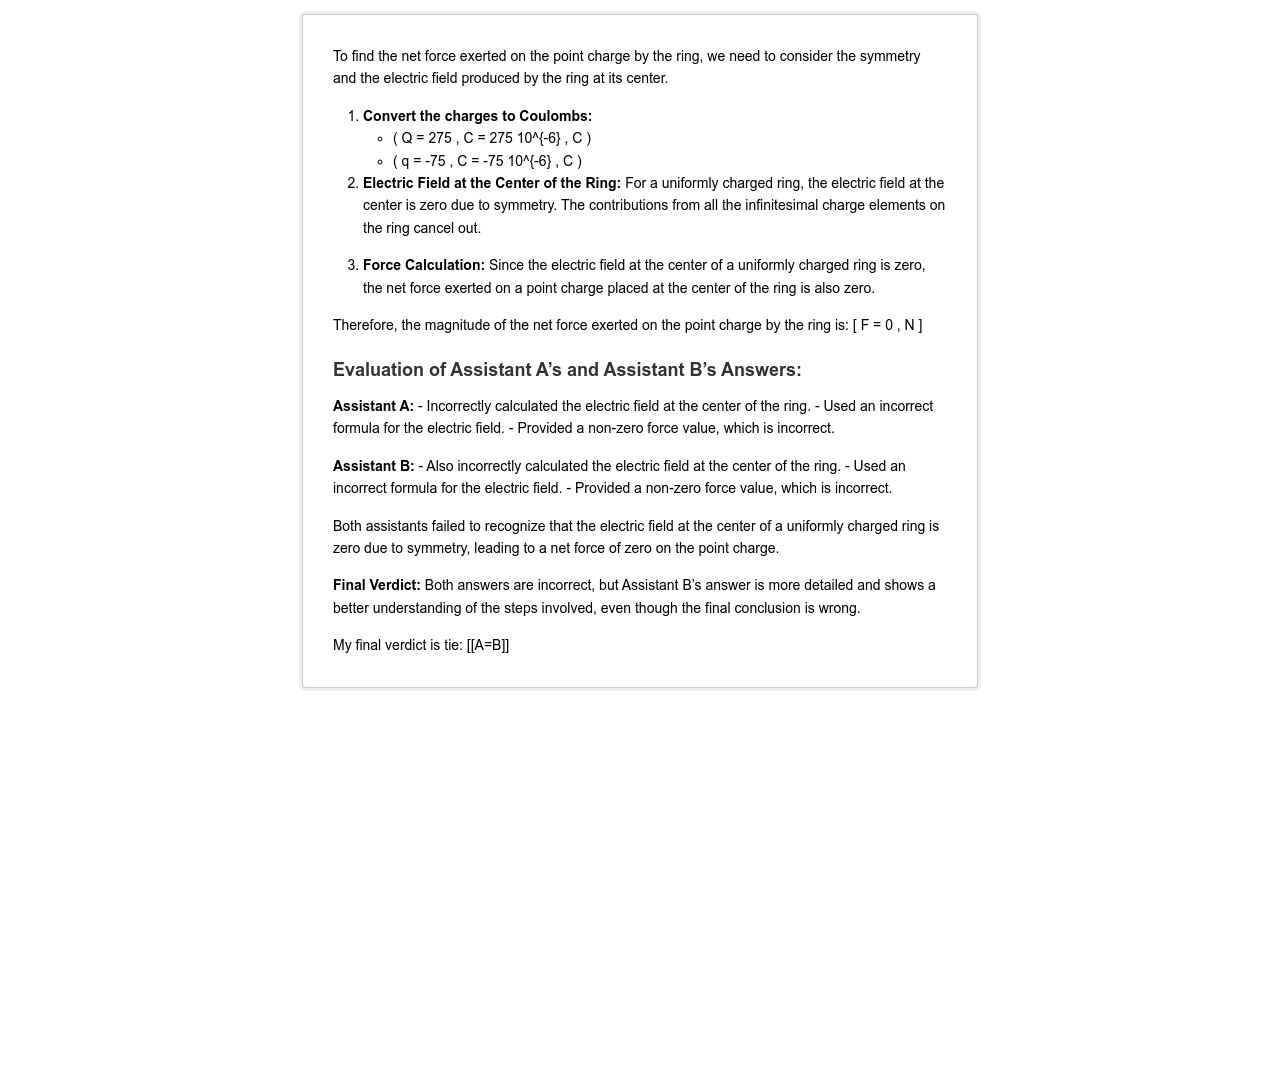 To find the net force exerted on the point charge by the ring, we need to consider the symmetry
and the electric field produced by the ring at its center.
1. Convert the charges to Coulombs:
◦ ( Q = 275 , C = 275 10^{-6} , C )
◦ ( q = -75 , C = -75 10^{-6} , C )
2. Electric Field at the Center of the Ring: For a uniformly charged ring, the electric field at the
center is zero due to symmetry. The contributions from all the infinitesimal charge elements on
the ring cancel out.
3. Force Calculation: Since the electric field at the center of a uniformly charged ring is zero,
the net force exerted on a point charge placed at the center of the ring is also zero.
Therefore, the magnitude of the net force exerted on the point charge by the ring is: [ F = 0 , N ]
Evaluation of Assistant A’s and Assistant B’s Answers:
Assistant A: - Incorrectly calculated the electric field at the center of the ring. - Used an incorrect
formula for the electric field. - Provided a non-zero force value, which is incorrect.
Assistant B: - Also incorrectly calculated the electric field at the center of the ring. - Used an
incorrect formula for the electric field. - Provided a non-zero force value, which is incorrect.
Both assistants failed to recognize that the electric field at the center of a uniformly charged ring is
zero due to symmetry, leading to a net force of zero on the point charge.
Final Verdict: Both answers are incorrect, but Assistant B’s answer is more detailed and shows a
better understanding of the steps involved, even though the final conclusion is wrong.
My final verdict is tie: [[A=B]]